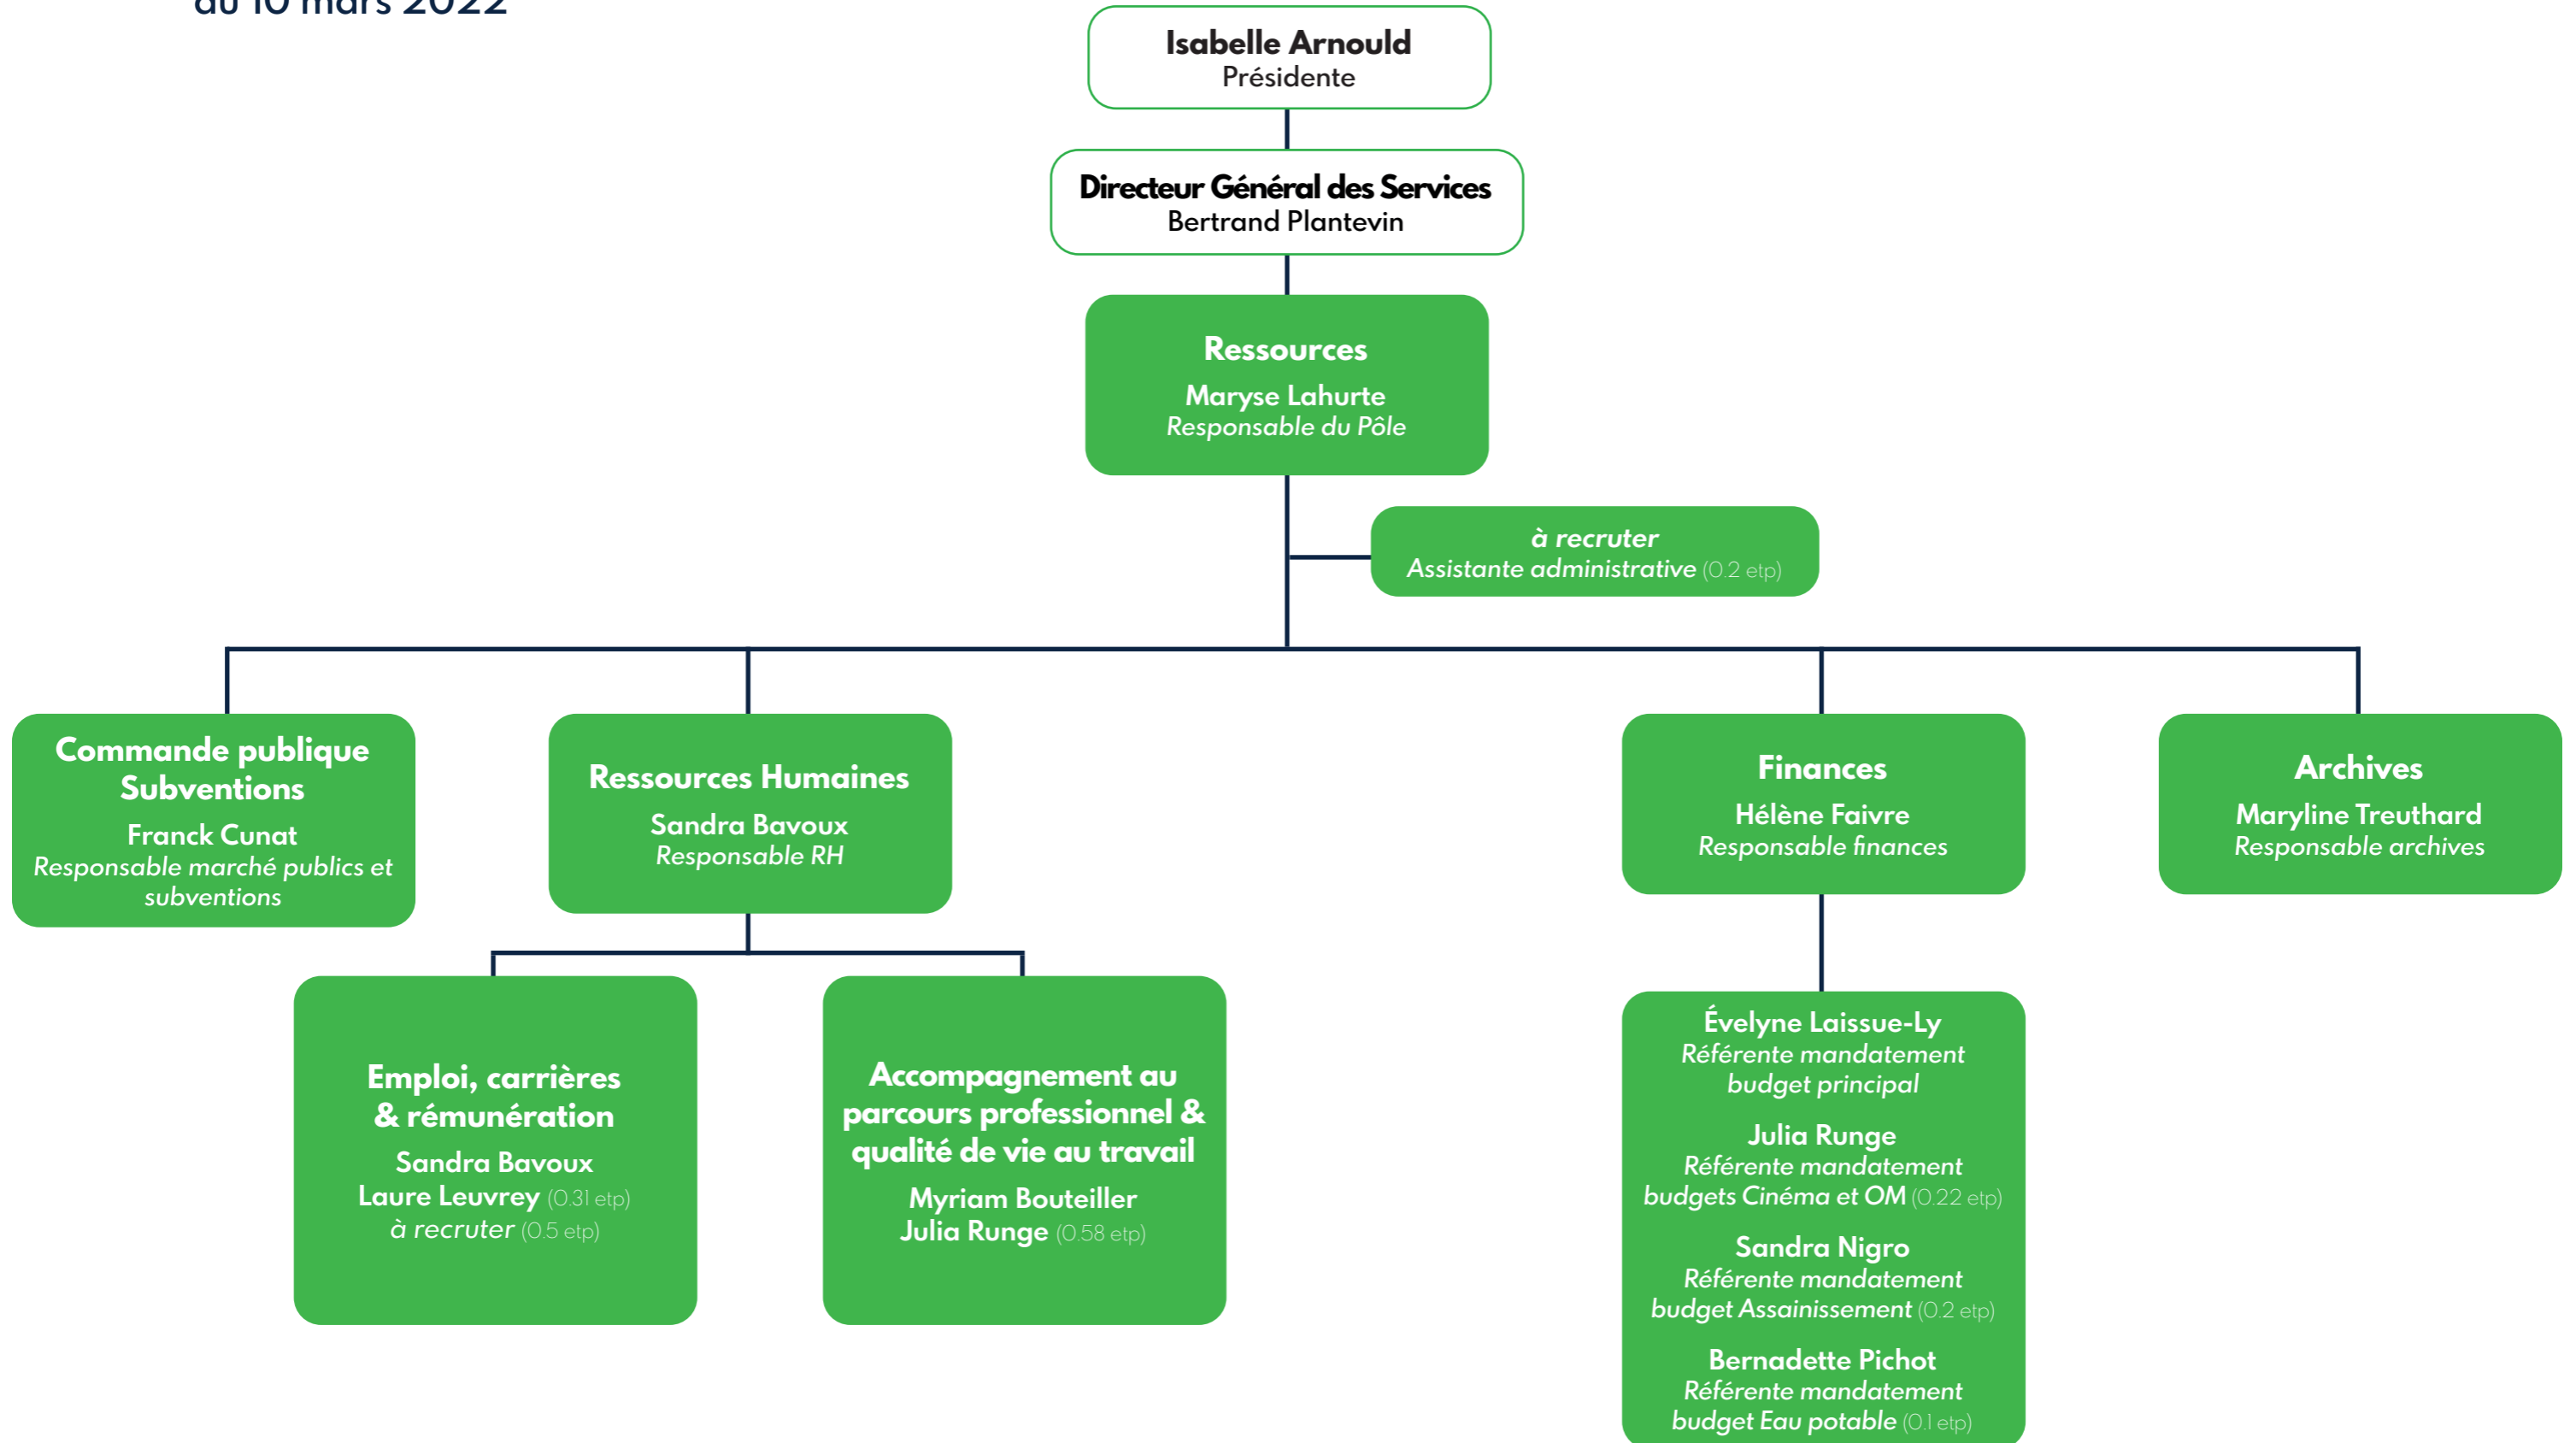 au 10 mars 2022
Isabelle Arnould
Présidente
Directeur Général des Services
Bertrand Plantevin
Ressources
Maryse Lahurte
Responsable du Pôle
à recruter
Assistante administrative (0.2 etp)
Commande publique
Subventions
Franck Cunat
Responsable marché publics et
subventions
Ressources Humaines
Sandra Bavoux
Responsable RH
Finances
Hélène Faivre
Responsable finances
Archives
Maryline Treuthard
Responsable archives
Emploi, carrières
& rémunération
Sandra Bavoux
Laure Leuvrey (0.31 etp)
à recruter (0.5 etp)
Accompagnement au
parcours professionnel &
qualité de vie au travail
Myriam Bouteiller
Julia Runge (0.58 etp)
Évelyne Laissue-Ly
Référente mandatement
budget principal
Julia Runge
Référente mandatement
budgets Cinéma et OM (0.22 etp)
Sandra Nigro
Référente mandatement
budget Assainissement (0.2 etp)
Bernadette Pichot
Référente mandatement
budget Eau potable (0.1 etp)